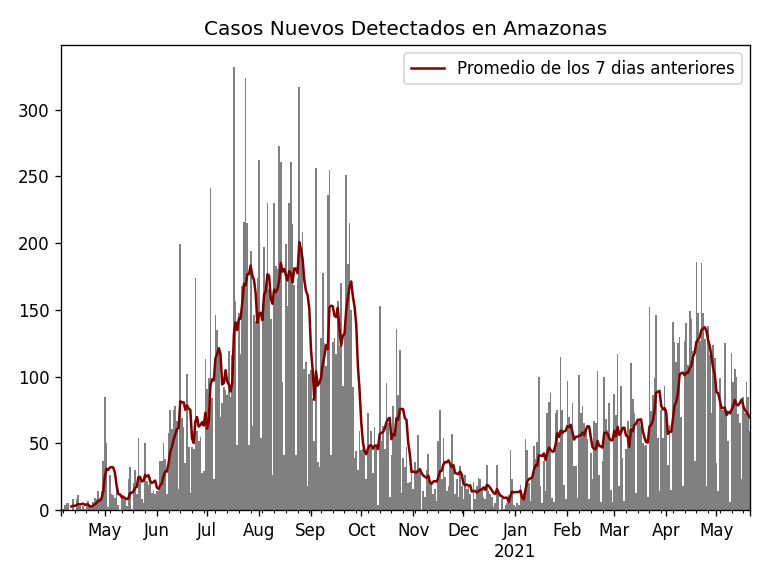 Casos Nuevos Detectados en Amazonas
Promedio de los 7 dias anteriores
300
250
200
150
100
50
0
May Jun Jul Aug Sep Oct Nov Dec Jan Feb Mar Apr May
2021